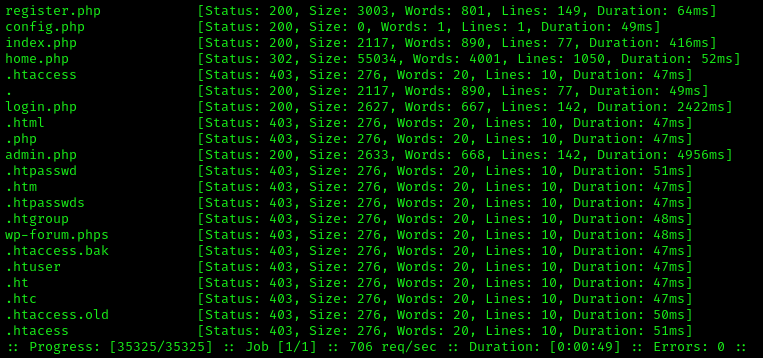 register.php [Status: 200, Size: 3003, Words: 801, Lines: 149, Duration: 64ms]
config.php [Status: 200, Size: 0, Words: 1, Lines: 1, Duration: 49ms]
index.php [Status: 200, Size: 2117, Words: 890, Lines: 77, Duration: 416ms]
home.php [Status: 302, Size: 55034, Words: 4001, Lines: 1050, Duration: 52ms]
.htaccess [Status: 403, Size: 276, Words: 20, Lines: 10, Duration: 47ms]
. [Status: 200, Size: 2117, Words: 890, Lines: 77, Duration: 49ms]
login.php [Status: 200, Size: 2627, Words: 667, Lines: 142, Duration: 2422ms]
.html [Status: 403, Size: 276, Words: 20, Lines: 10, Duration: 47ms]
.php [Status: 403, Size: 276, Words: 20, Lines: 10, Duration: 47ms]
admin.php [Status: 200, Size: 2633, Words: 668, Lines: 142, Duration: 4956ms]
.htpasswd [Status: 403, Size: 276, Words: 20, Lines: 10, Duration: 51ms]
.htm [Status: 403, Size: 276, Words: 20, Lines: 10, Duration: 47ms]
.htpasswds [Status: 403, Size: 276, Words: 20, Lines: 10, Duration: 47ms]
.htgroup [Status: 403, Size: 276, Words: 20, Lines: 10, Duration: 48ms]
wp-forum.phps [Status: 403, Size: 276, Words: 20, Lines: 10, Duration: 48ms]
.htaccess.bak [Status: 403, Size: 276, Words: 20, Lines: 10, Duration: 47ms]
.htuser [Status: 403, Size: 276, Words: 20, Lines: 10, Duration: 47ms]
.ht [Status: 403, Size: 276, Words: 20, Lines: 10, Duration: 47ms]
.htc [Status: 403, Size: 276, Words: 20, Lines: 10, Duration: 47ms]
.htaccess.old [Status: 403, Size: 276, Words: 20, Lines: 10, Duration: 50ms]
.htacess [Status: 403, Size: 276, Words: 20, Lines: 10, Duration: 51ms]
:: Progress: [35325/35325] :: Job [1/1] :: 706 req/sec :: Duration: [0:00:49] :: Errors: 0 ::